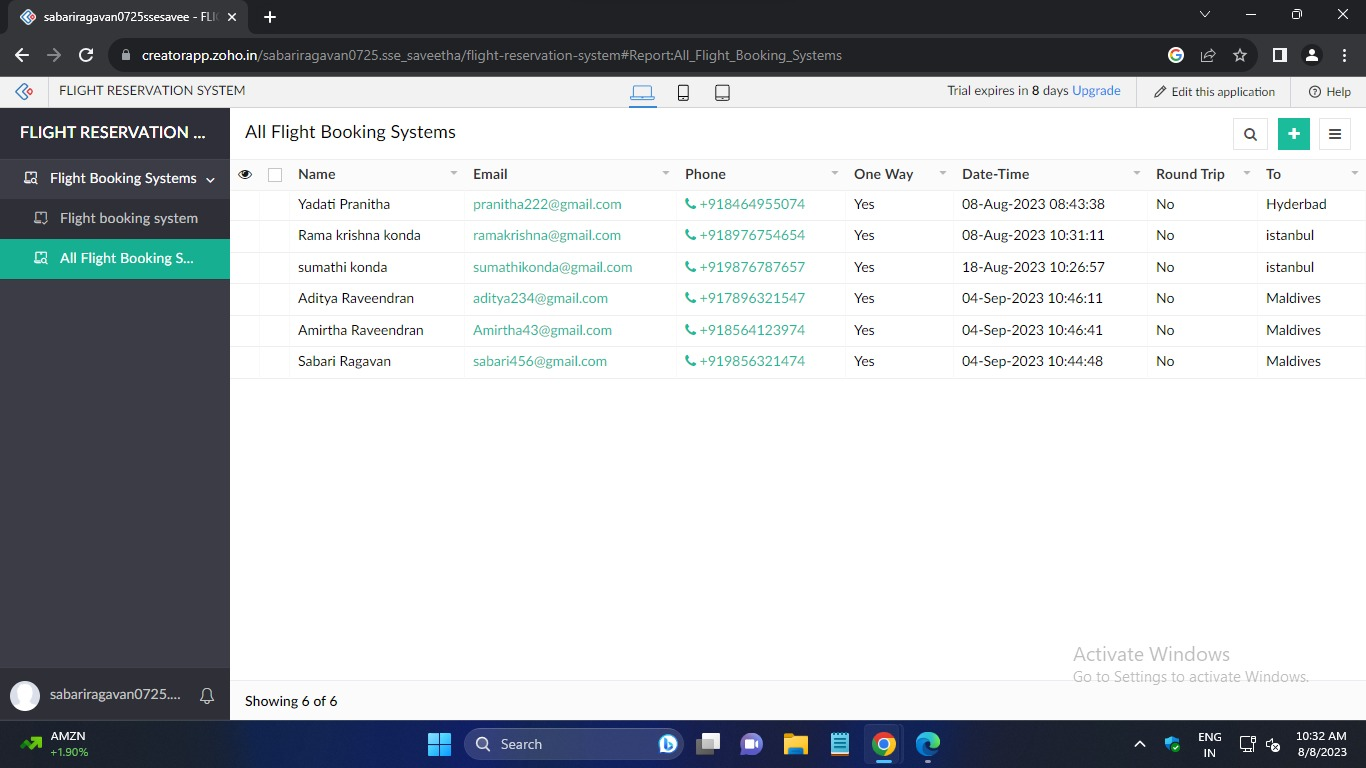 sabariragavan0725ssesavee - FLI
creatorapp.zoho.in/sabariragavan0725.sse_saveetha/flight-reservation-system#Report:All_Flight_Booking_Systems
FLIGHT RESERVATION SYSTEM
Trial expires in 8 days Upgrade
Edit this application
Help
FLIGHT RESERVATION ...
Flight Booking Systems
Flight booking system
All Flight Booking S...
All Flight Booking Systems
Name Email Phone One Way Date-Time Round Trip To
Yadati Pranitha pranitha222@gmail.com +918464955074 Yes 08-Aug-2023 08:43:38 No Hyderbad
Rama krishna konda ramakrishna@gmail.com +918976754654 Yes 08-Aug-2023 10:31:11 No istanbul
sumathi konda sumathikonda@gmail.com +919876787657 Yes 18-Aug-2023 10:26:57 No istanbul
Aditya Raveendran aditya234@gmail.com +917896321547 Yes 04-Sep-2023 10:46:11 No Maldives
Amirtha Raveendran Amirtha43@gmail.com +918564123974 Yes 04-Sep-2023 10:46:41 No Maldives
Sabari Ragavan sabari456@gmail.com +919856321474 Yes 04-Sep-2023 10:44:48 No Maldives
Activate Windows
Go to Settings to activate Windows.
sabariragavan0725....
Showing 6 of 6
AMZN
+1.90%
Search
ENG
IN
10:32 AM
8/8/2023